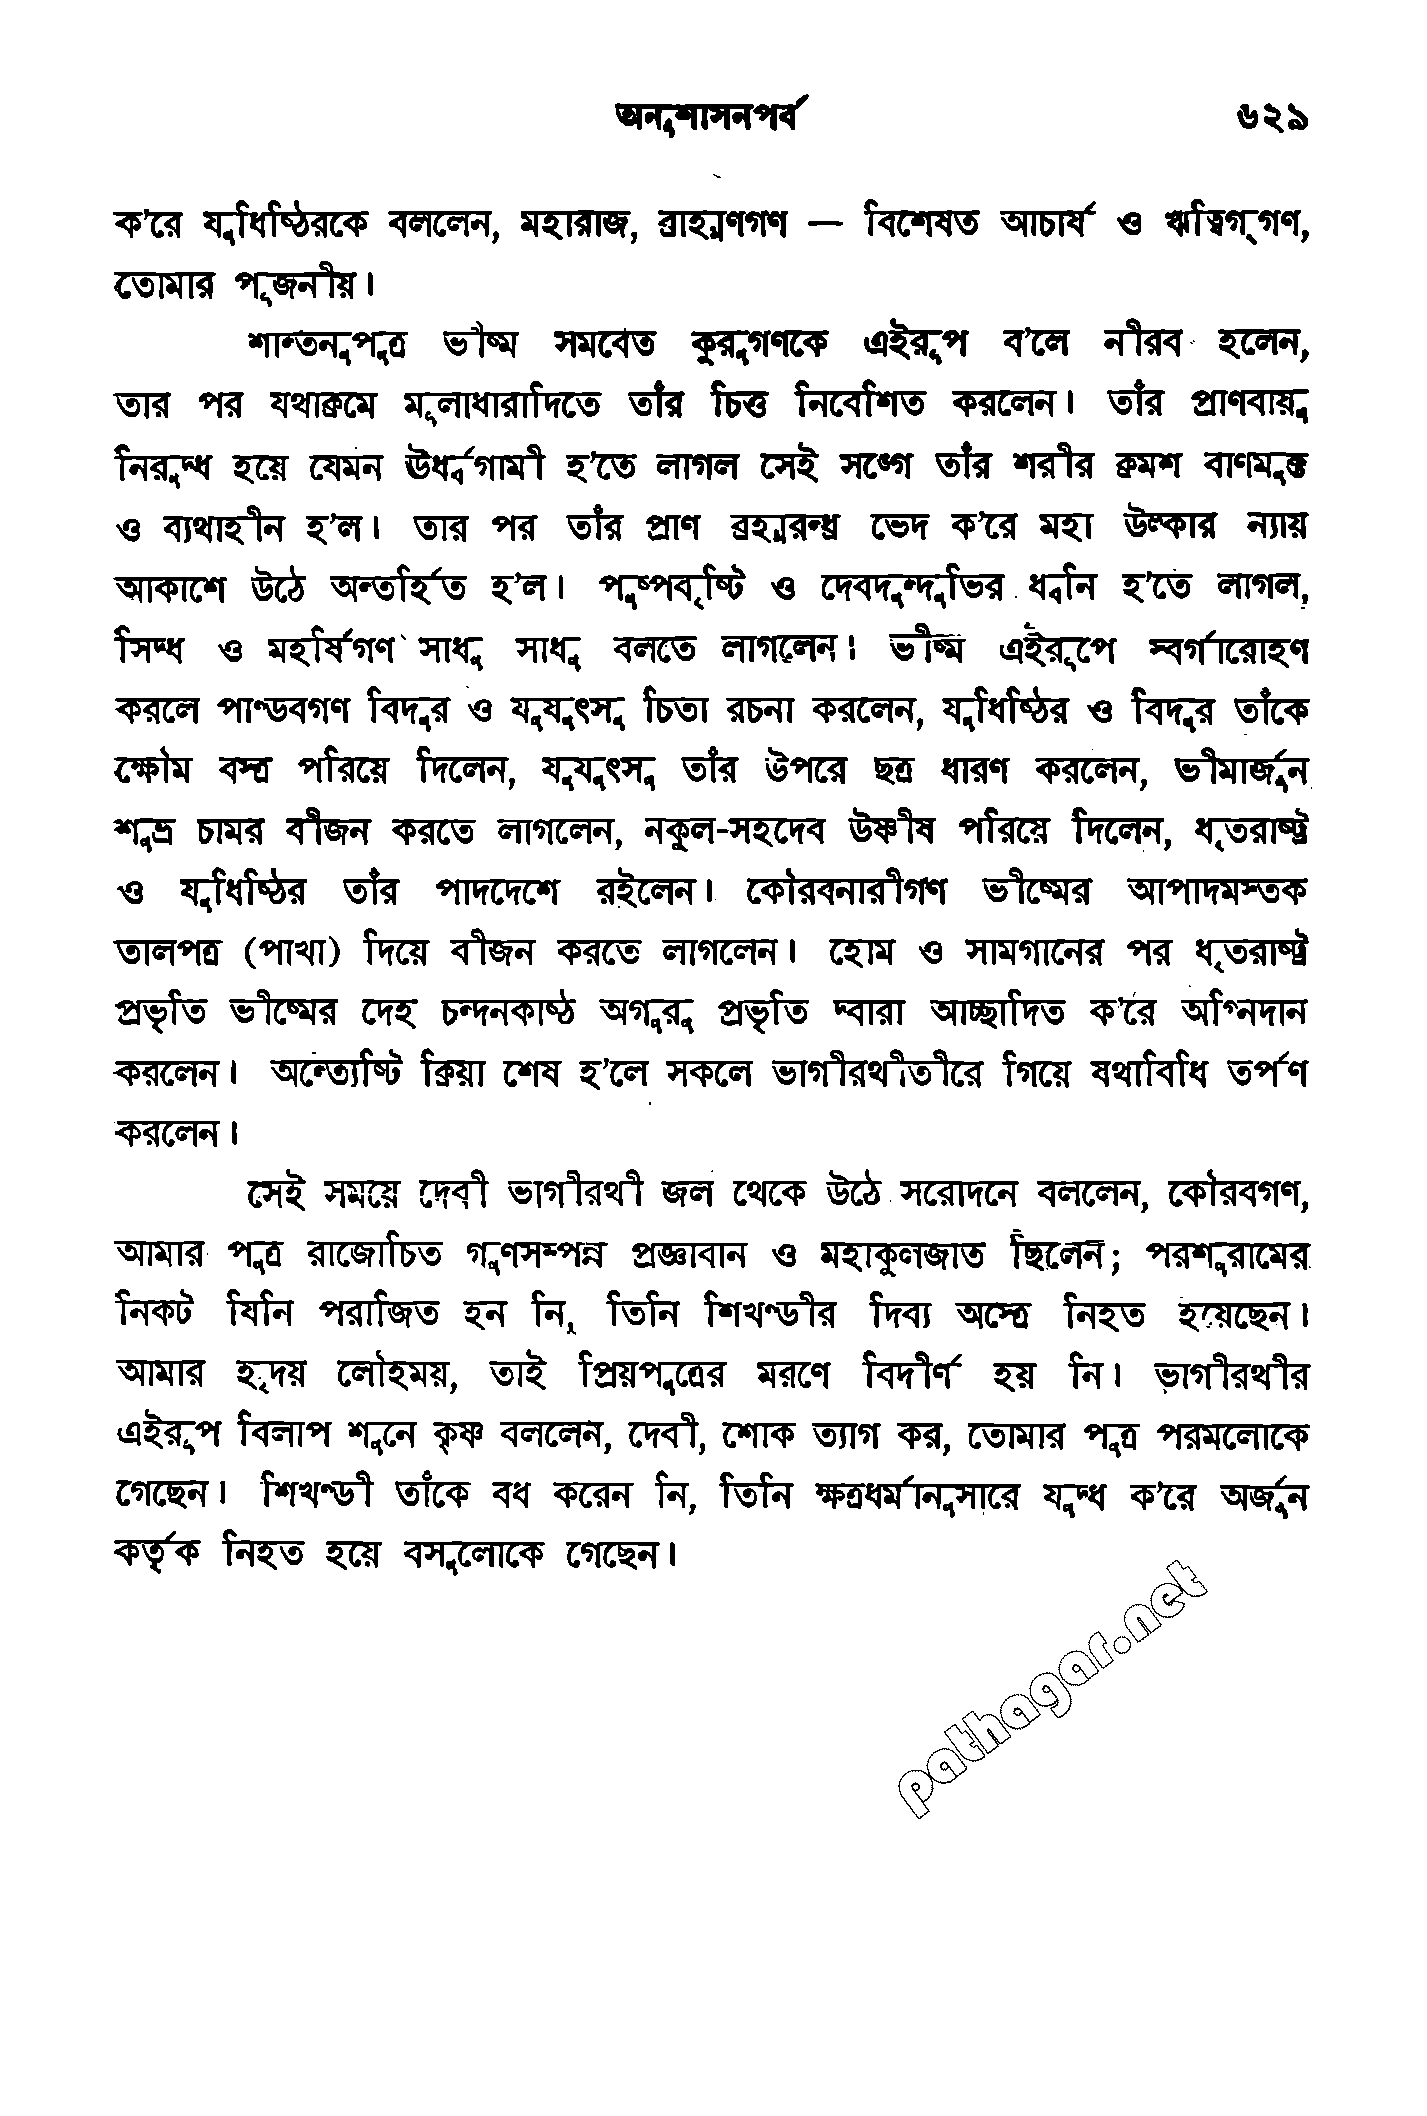 অনুশাসনপর্ব ৬২৯
ক'রে যুধিষ্ঠিরকে বললেন, মহারাজ, ব্রাহ্মণগণ — বিশেষত আচার্য ও ঋত্বিগ্‌গণ,
তোমার পূজনীয়।
শান্তনুপুত্র ভীষ্ম সমবেত কুরুগণকে এইরূপ ব'লে নীরব হলেন,
তার পর যথাক্রমে মূলাধারাদিতে তাঁর চিত্ত নিবেশিত করলেন। তাঁর প্রাণবায়ু
নিরুদ্ধ হয়ে যেমন ঊর্ধ্বগামী হ'তে লাগল সেই সঙ্গে তাঁর শরীর ক্রমশ বাণমুক্ত
ও ব্যথাহীন হ'ল। তার পর তাঁর প্রাণ ব্রহ্মরন্ধ্র ভেদ ক'রে মহা উল্কার ন্যায়
আকাশে উঠে অন্তর্হিত হ'ল। পুষ্পবৃষ্টি ও দেবদুন্দুভির ধ্বনি হ'তে লাগল,
সিদ্ধ ও মহর্ষিগণ সাধু সাধু বলতে লাগলেন। ভীষ্ম এইরূপে স্বর্গারোহণ
করলে পাণ্ডবগণ বিদুর ও যুযুৎসু চিতা রচনা করলেন, যুধিষ্ঠির ও বিদুর তাঁকে
ক্ষৌম বস্ত্র পরিয়ে দিলেন, যুযুৎসু তাঁর উপরে ছত্র ধারণ করলেন, ভীমার্জুন
শুভ্র চামর বীজন করতে লাগলেন, নকুল-সহদেব উষ্ণীষ পরিয়ে দিলেন, ধৃতরাষ্ট্র
ও যুধিষ্ঠির তাঁর পাদদেশে রইলেন। কৌরবনারীগণ ভীষ্মের আপাদমস্তক
তালপত্র (পাখা) দিয়ে বীজন করতে লাগলেন। হোম ও সামগানের পর ধৃতরাষ্ট্র
প্রভৃতি ভীষ্মের দেহ চন্দনকাষ্ঠ অগুরু প্রভৃতি দ্বারা আচ্ছাদিত ক'রে অগ্নিদান
করলেন। অন্ত্যেষ্টি ক্রিয়া শেষ হ'লে সকলে ভাগীরথীতীরে গিয়ে যথাবিধি তর্পণ
করলেন।
সেই সময়ে দেবী ভাগীরথী জল থেকে উঠে সরোদনে বললেন, কৌরবগণ,
আমার পুত্র রাজোচিত গুণসম্পন্ন প্রজ্ঞাবান ও মহাকুলজাত ছিলেন; পরশুরামের
নিকট যিনি পরাজিত হন নি, তিনি শিখণ্ডীর দিব্য অস্ত্রে নিহত হয়েছেন।
আমার হৃদয় লৌহময়, তাই প্রিয়পুত্রের মরণে বিদীর্ণ হয় নি। ভাগীরথীর
এইরূপ বিলাপ শুনে কৃষ্ণ বললেন, দেবী, শোক ত্যাগ কর, তোমার পুত্র পরমলোকে
গেছেন। শিখণ্ডী তাঁকে বধ করেন নি, তিনি ক্ষত্রধর্মানুসারে যুদ্ধ ক'রে অর্জুন
কর্তৃক নিহত হয়ে বসুলোকে গেছেন।
pathagar.net